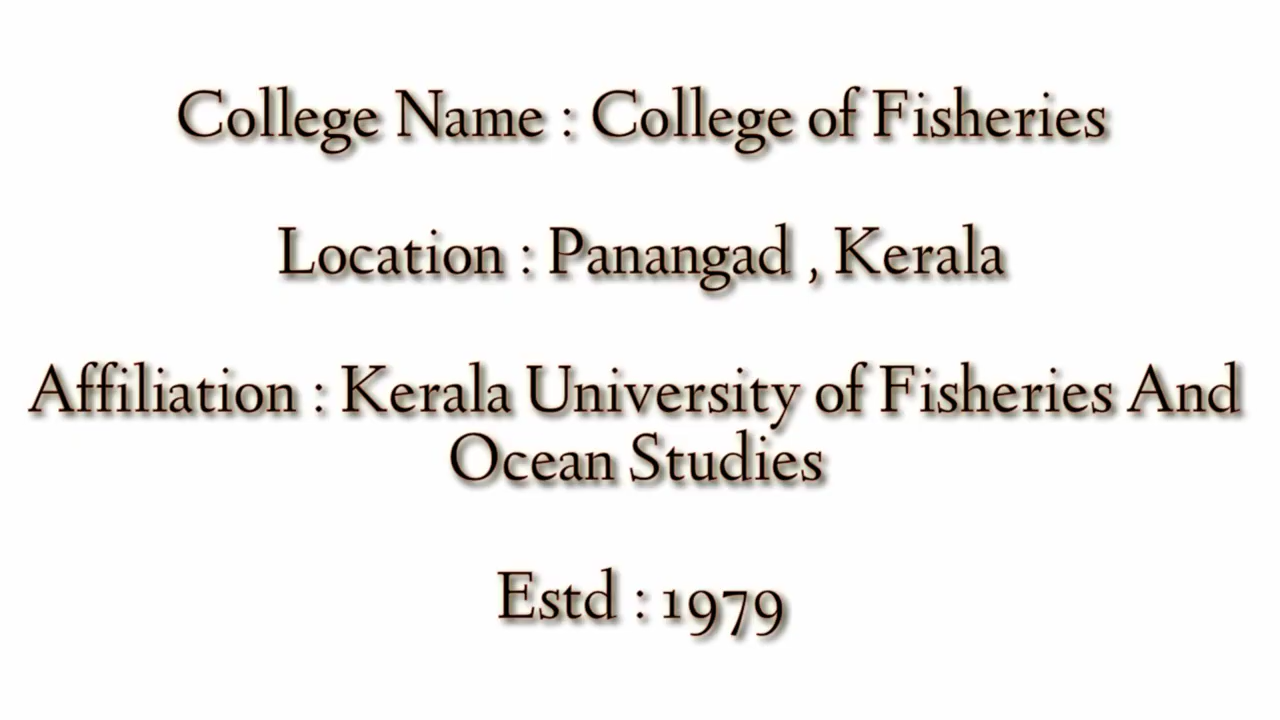 College Name : College of Fisheries
Location : Panangad , Kerala
Affiliation : Kerala University of Fisheries And
Ocean Studies
Estd : 1979